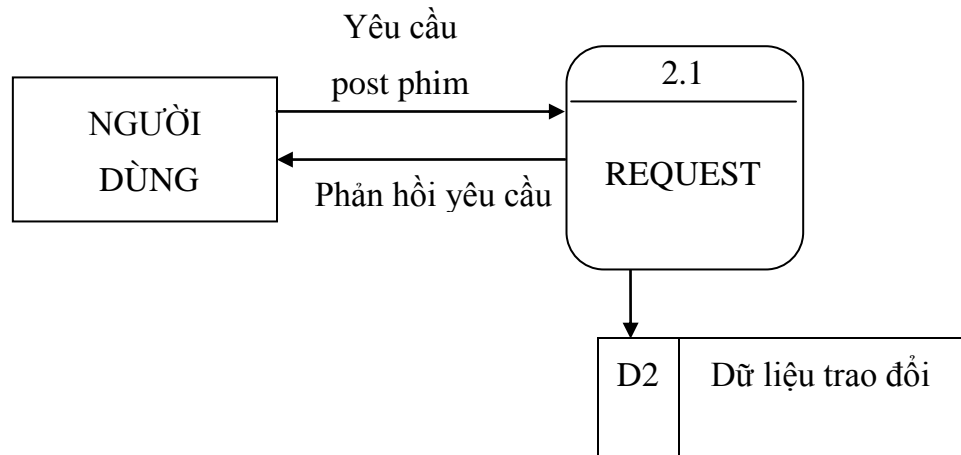 Yêu cầu
post phim
2.1
NGƯỜI
DÙNG
REQUEST
Phản hồi yêu cầu
D2
Dữ liệu trao đổi